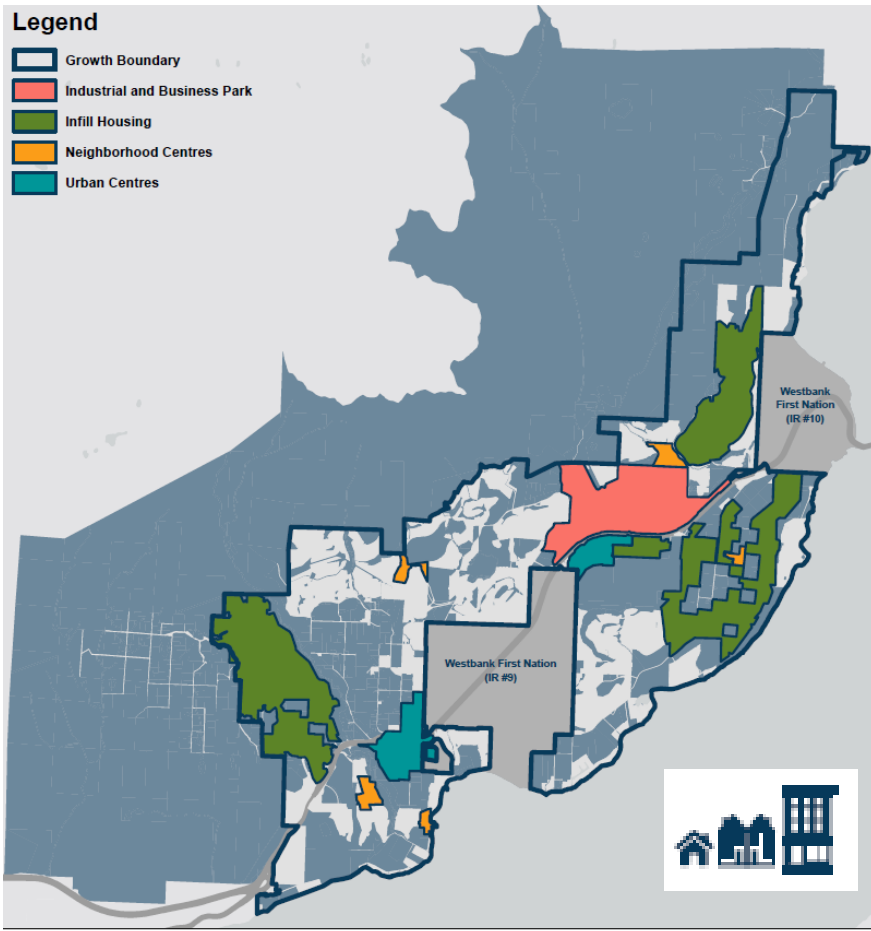 Legend
Growth Boundary
Industrial and Business Park
Infill Housing
Neighborhood Centres
Urban Centres
Westbank
First Nation
(IR #10)
Westbank First Nation
(IR #9)